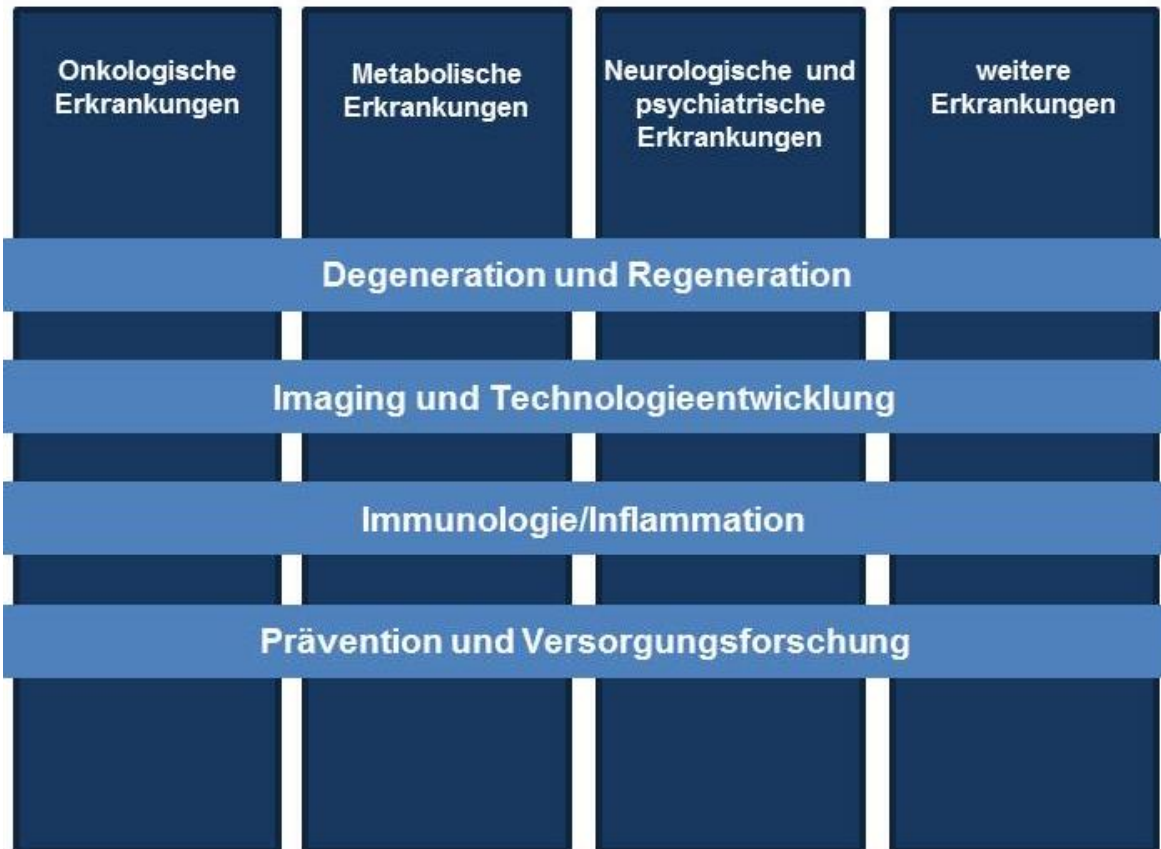 Onkologische
Erkrankungen
Metabolische
Erkrankungen
Neurologische und
psychiatrische
Erkrankungen
weitere
Erkrankungen
Degeneration und Regeneration
Imaging und Technologieentwicklung
Immunologie/Inflammation
Prävention und Versorgungsforschung